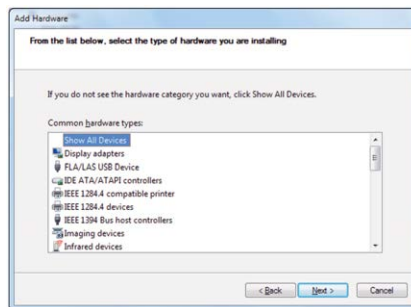 Add Hardware
From the list below, select the type of hardware you are installing
If you do not see the hardware category you want, click Show All Devices.
Common hardware types:
Show All Devices
Display adapters
FLA/LAS USB Device
IDE ATA/ATAPI controllers
IEEE 1284.4 compatible printer
IEEE 1284.4 devices
IEEE 1394 Bus host controllers
Imaging devices
Infrared devices
< Back Next > Cancel